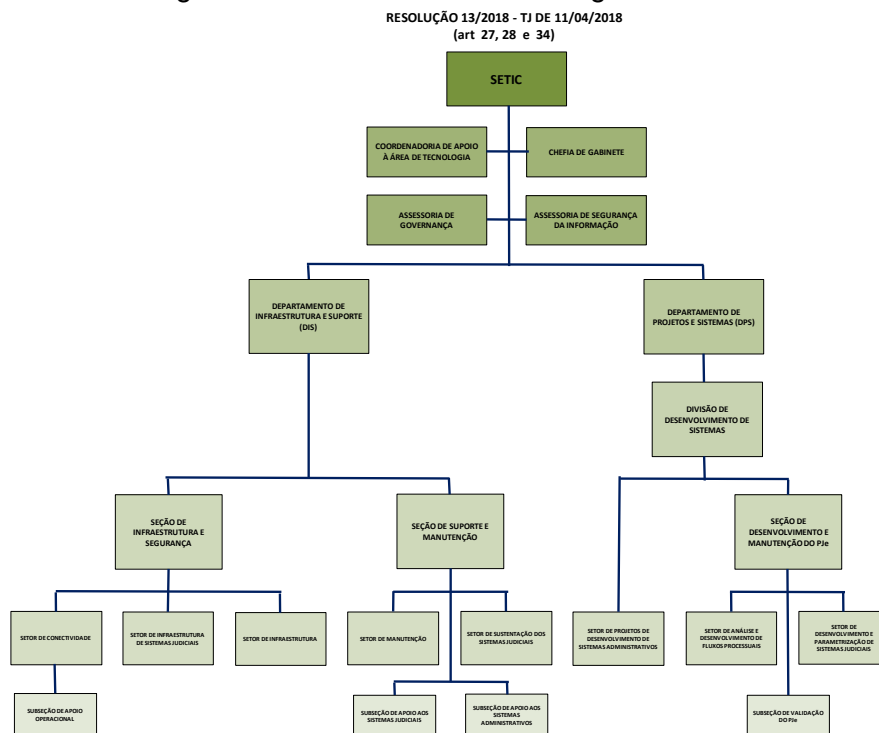 RESOLUÇÃO 13/2018 - TJ DE 11/04/2018
(art 27, 28 e 34)
SETIC
COORDENADORIA DE APOIO
À ÁREA DE TECNOLOGIA
CHEFIA DE GABINETE
ASSESSORIA DE
GOVERNANÇA
ASSESSORIA DE SEGURANÇA
DA INFORMAÇÃO
DEPARTAMENTO DE
INFRAESTRUTURA E SUPORTE
(DIS)
DEPARTAMENTO DE
PROJETOS E SISTEMAS (DPS)
DIVISÃO DE
DESENVOLVIMENTO DE
SISTEMAS
SEÇÃO DE
INFRAESTRUTURA E
SEGURANÇA
SEÇÃO DE SUPORTE E
MANUTENÇÃO
SEÇÃO DE
DESENVOLVIMENTO E
MANUTENÇÃO DO PJe
SETOR DE CONECTIVIDADE
SETOR DE INFRAESTRUTURA
DE SISTEMAS JUDICIAIS
SETOR DE INFRAESTRUTURA
SETOR DE MANUTENÇÃO
SETOR DE SUSTENTAÇÃO DOS
SISTEMAS JUDICIAIS
SETOR DE PROJETOS DE
DESENVOLVIMENTO DE
SISTEMAS ADMINISTRATIVOS
SETOR DE ANÁLISE E
DESENVOLVIMENTO DE
FLUXOS PROCESSUAIS
SETOR DE
DESENVOLVIMENTO E
PARAMETRIZAÇÃO DE
SISTEMAS JUDICIAIS
SUBSEÇÃO DE APOIO
OPERACIONAL
SUBSEÇÃO DE APOIO AOS
SISTEMAS JUDICIAIS
SUBSEÇÃO DE APOIO AOS
SISTEMAS
ADMINISTRATIVOS
SUBSEÇÃO DE VALIDAÇÃO
DO PJe